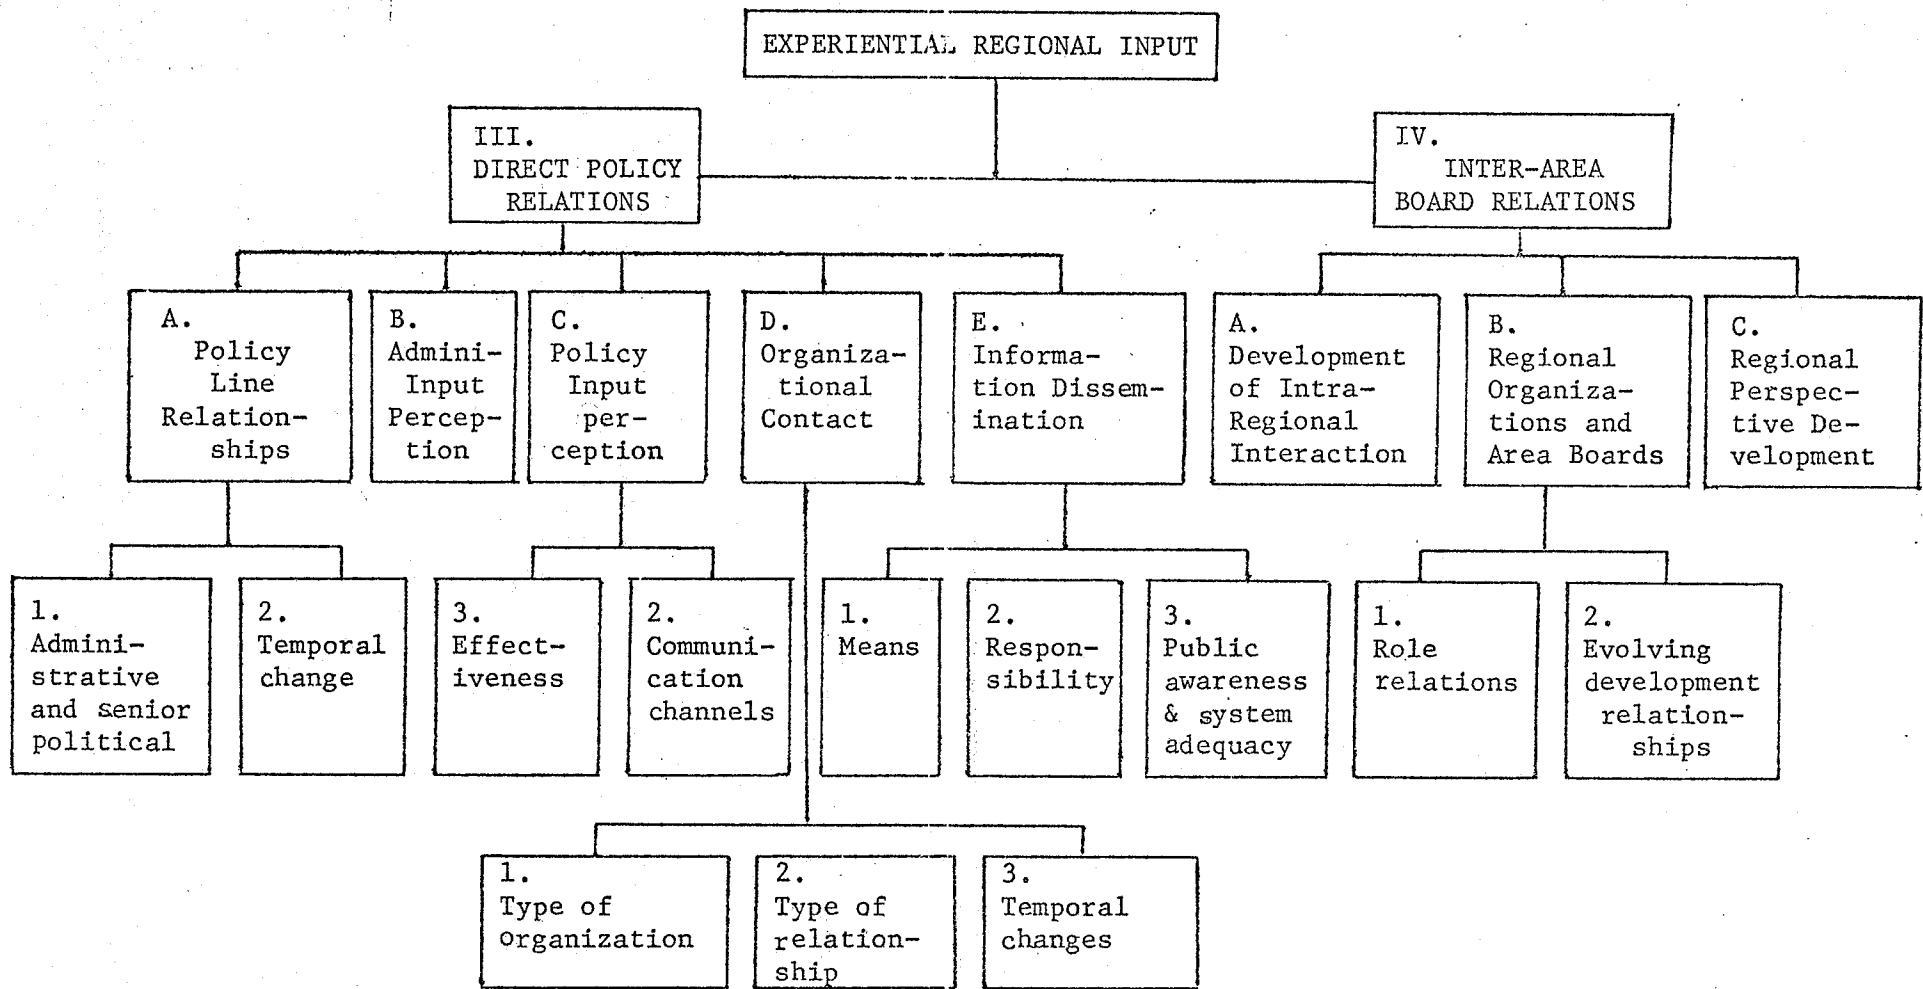 EXPERIENTIAL REGIONAL INPUT
III.
DIRECT POLICY
RELATIONS
IV.
INTER-AREA
BOARD RELATIONS
A.
Policy
Line
Relation-
ships
B.
Admini-
Input
Percep-
tion
C.
Policy
Input
per-
ception
D.
Organiza-
tional
Contact
E.
Informa-
tion Dissem-
ination
A.
Development
of Intra-
Regional
Interaction
B.
Regional
Organiza-
tions and
Area Boards
C.
Regional
Perspec-
tive De-
velopment
1.
Admini-
strative
and senior
political
2.
Temporal
change
3.
Effect-
iveness
2.
Communi-
cation
channels
1.
Means
2.
Respon-
sibility
3.
Public
awareness
& system
adequacy
1.
Role
relations
2.
Evolving
development
relation-
ships
1.
Type of
organization
2.
Type of
relation-
ship
3.
Temporal
changes